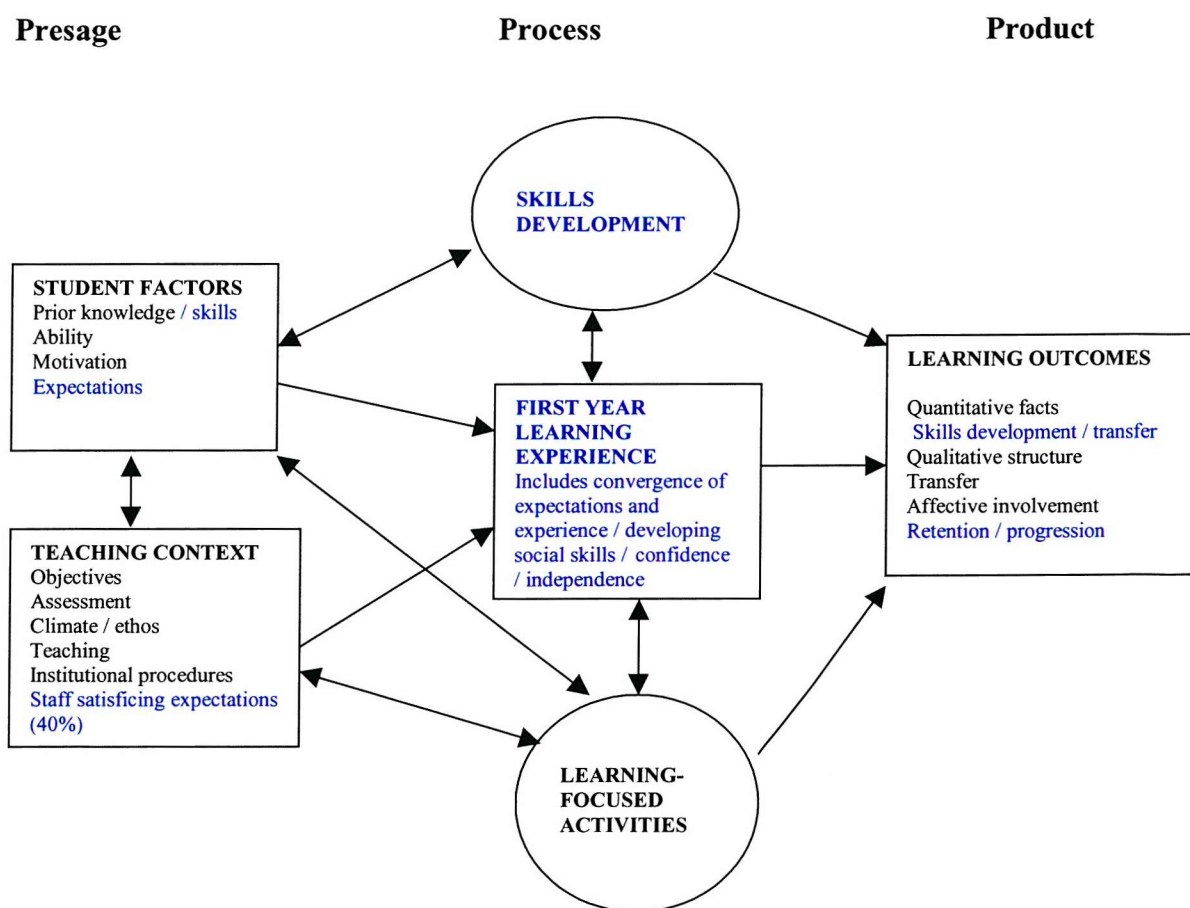 Presage
Process
Product
SKILLS
DEVELOPMENT
STUDENT FACTORS
Prior knowledge / skills
Ability
Motivation
Expectations
TEACHING CONTEXT
Objectives
Assessment
Climate / ethos
Teaching
Institutional procedures
Staff satisficing expectations
(40%)
FIRST YEAR
LEARNING
EXPERIENCE
Includes convergence of
expectations and
experience / developing
social skills / confidence
/ independence
LEARNING-
FOCUSED
ACTIVITIES
LEARNING OUTCOMES
Quantitative facts
Skills development / transfer
Qualitative structure
Transfer
Affective involvement
Retention / progression